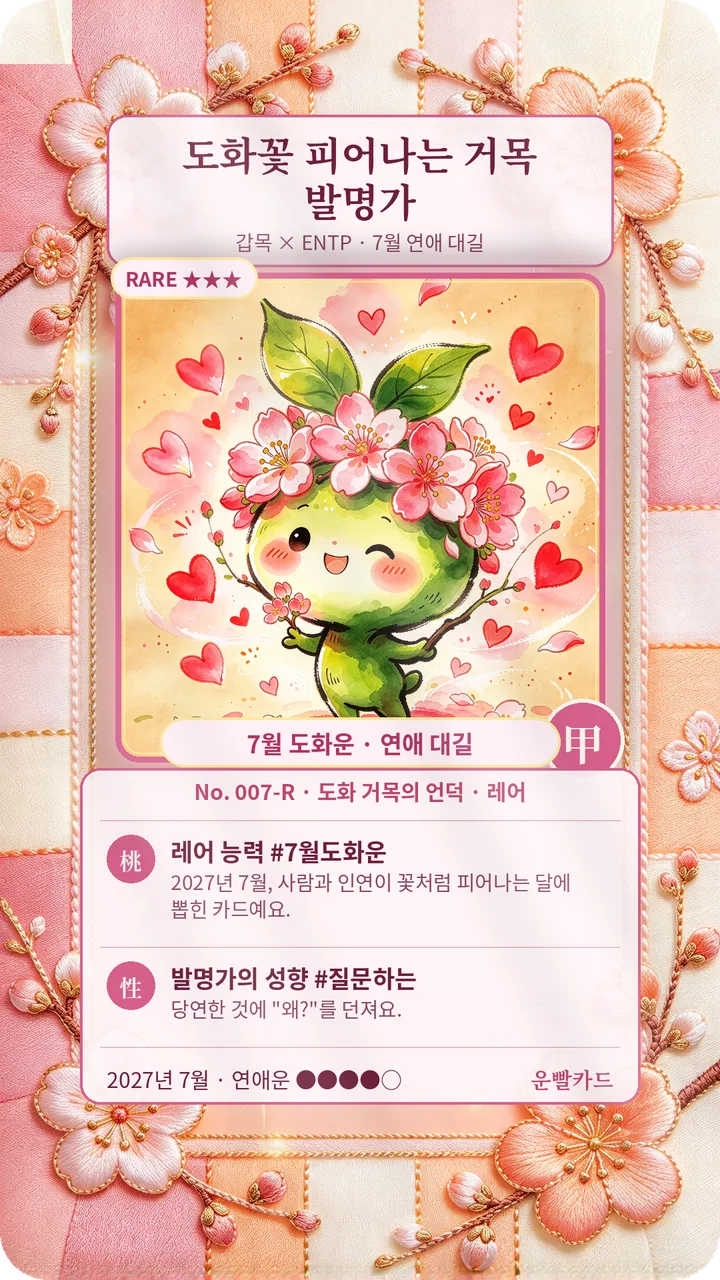 도화꽃 피어나는 거목
발명가
갑목 × ENTP · 7월 연애 대길
RARE ★★★
7월 도화운 · 연애 대길
甲
No. 007-R · 도화 거목의 언덕 · 레어
桃
레어 능력 #7월도화운
2027년 7월, 사람과 인연이 꽃처럼 피어나는 달에
뽑힌 카드예요.
性
발명가의 성향 #질문하는
당연한 것에 "왜?"를 던져요.
2027년 7월 · 연애운 ●●●●○
운빨카드